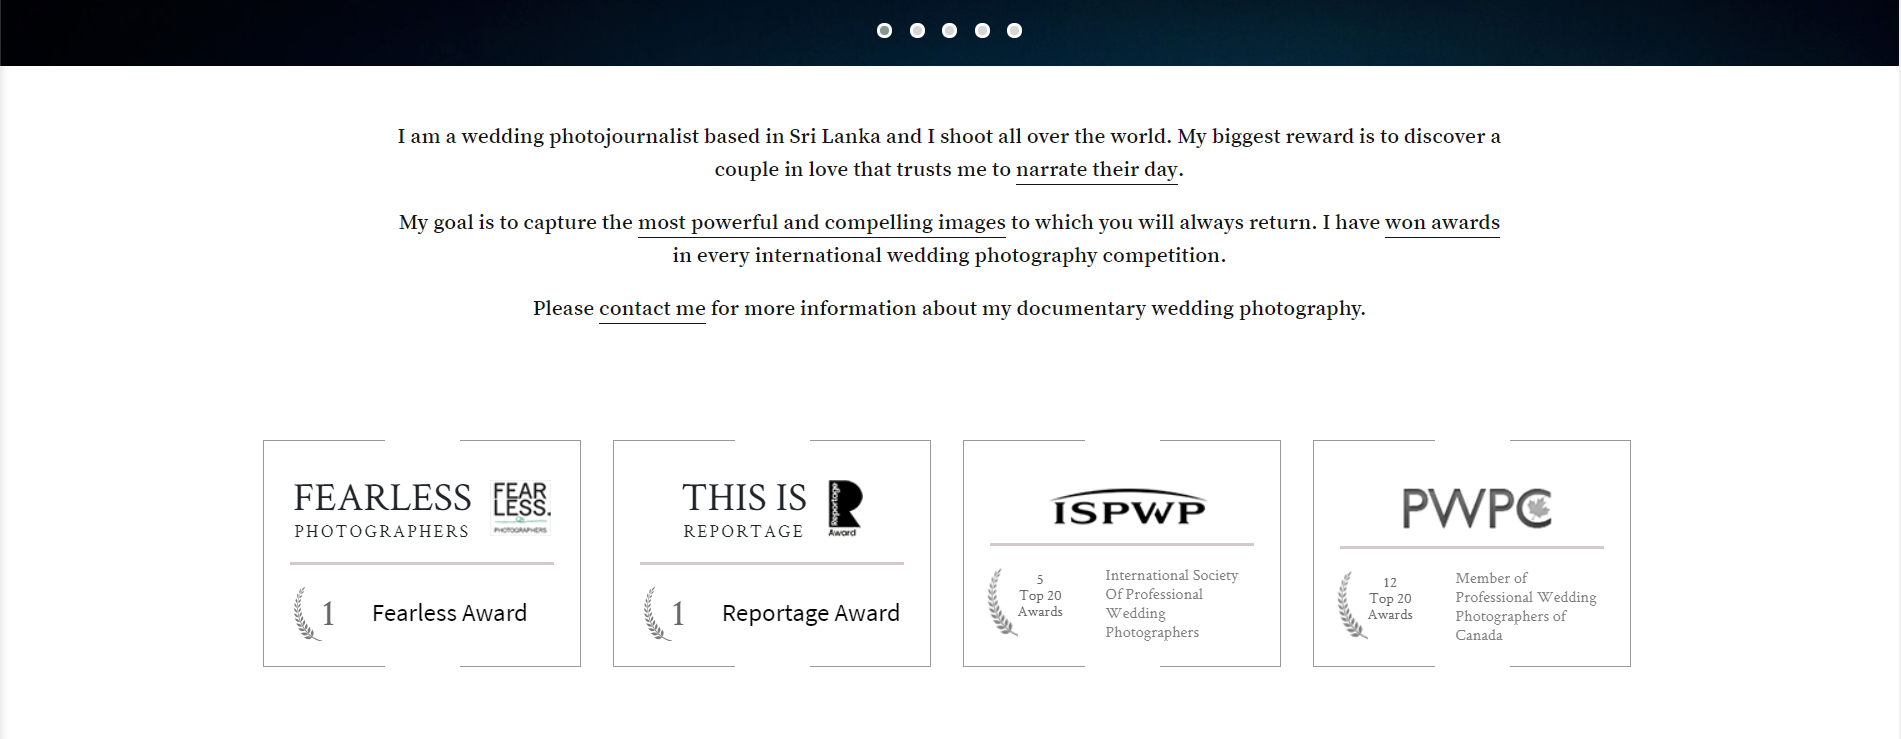 I am a wedding photojournalist based in Sri Lanka and I shoot all over the world. My biggest reward is to discover a
couple in love that trusts me to narrate their day.
My goal is to capture the most powerful and compelling images to which you will always return. I have won awards
in every international wedding photography competition.
Please contact me for more information about my documentary wedding photography.
FEARLESS
PHOTOGRAPHERS
FEAR
LESS.
PHOTOGRAPHERS
1
Fearless Award
THIS IS
REPORTAGE
Reportage
R
Award
1
Reportage Award
ISPWP
5
Top 20
Awards
International Society
Of Professional
Wedding
Photographers
PWPC
12
Top 20
Awards
Member of
Professional Wedding
Photographers of
Canada